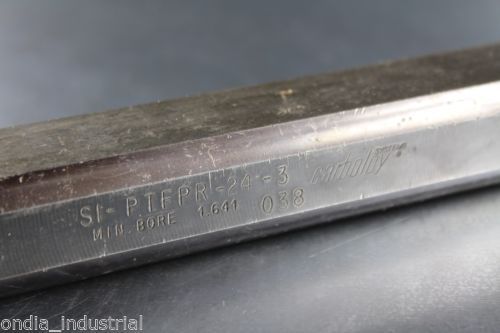 SI-PTFPR-24-3 carboloy
MIN. BORE 1.641 038
ondia_industrial